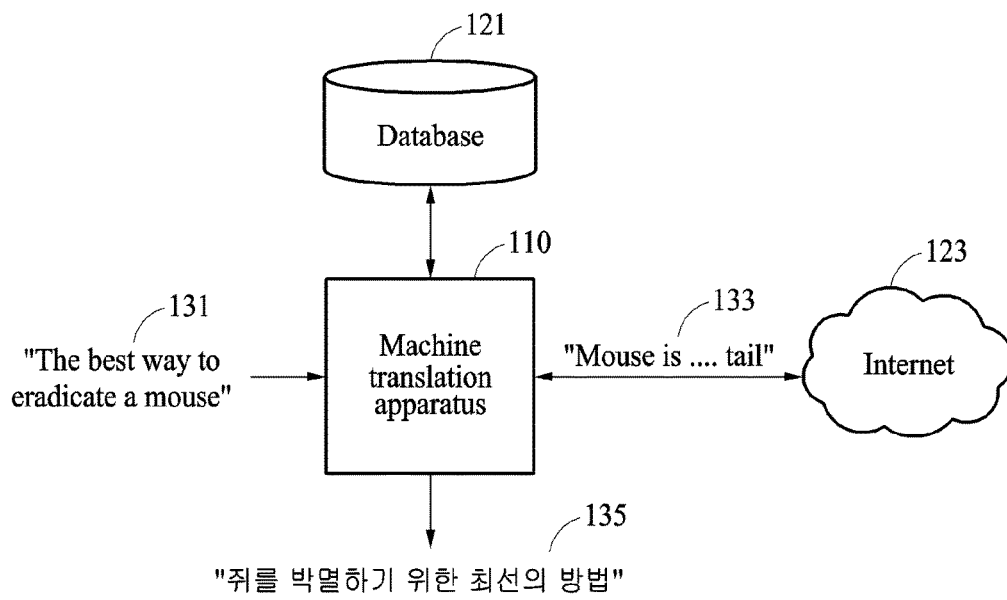 121
Database
110
123
131
133
"The best way to
eradicate a mouse"
Machine
translation
apparatus
"Mouse is .... tail"
Internet
135
"쥐를 박멸하기 위한 최선의 방법"